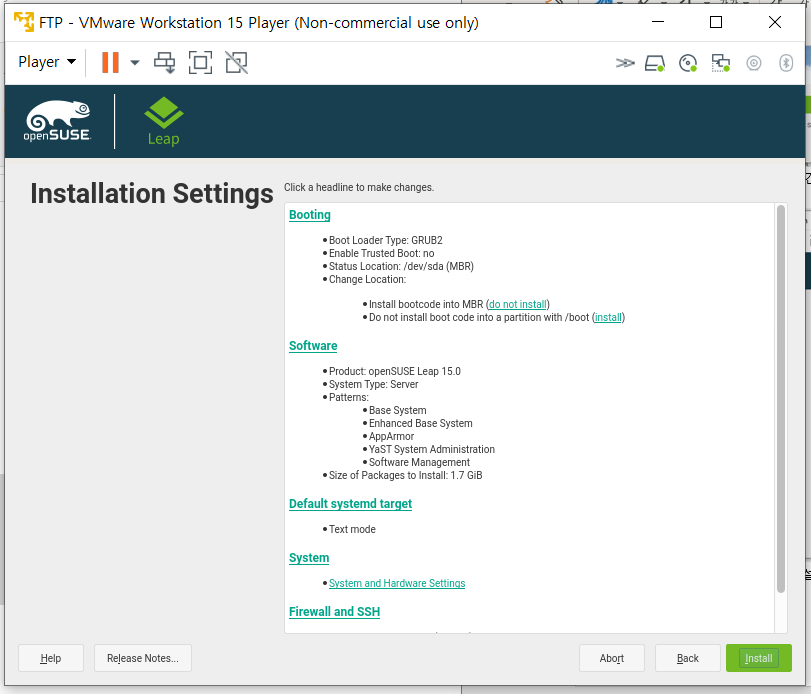 FTP - VMware Workstation 15 Player (Non-commercial use only)
Player
openSUSE
Leap
Installation Settings
Click a headline to make changes.
Booting
Boot Loader Type: GRUB2
Enable Trusted Boot: no
Status Location: /dev/sda (MBR)
Change Location:
Install bootcode into MBR (do not install)
Do not install boot code into a partition with /boot (install)
Software
Product: openSUSE Leap 15.0
System Type: Server
Patterns:
Base System
Enhanced Base System
AppArmor
YaST System Administration
Software Management
Size of Packages to Install: 1.7 GiB
Default systemd target
Text mode
System
System and Hardware Settings
Firewall and SSH
Help
Release Notes...
Abort
Back
Install